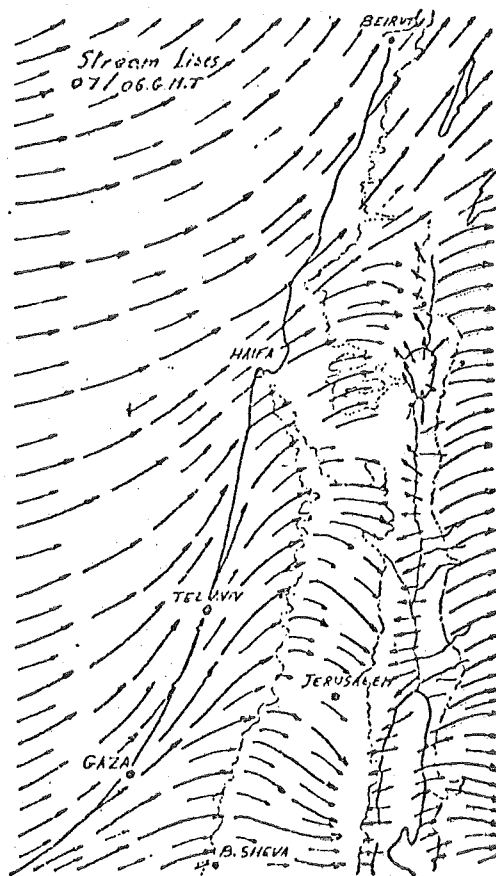 BEIRUT
Stream Lines
07/06.G.M.T
HAIFA
TEL AVIV
JERUSALEM
GAZA
B. SHEVA